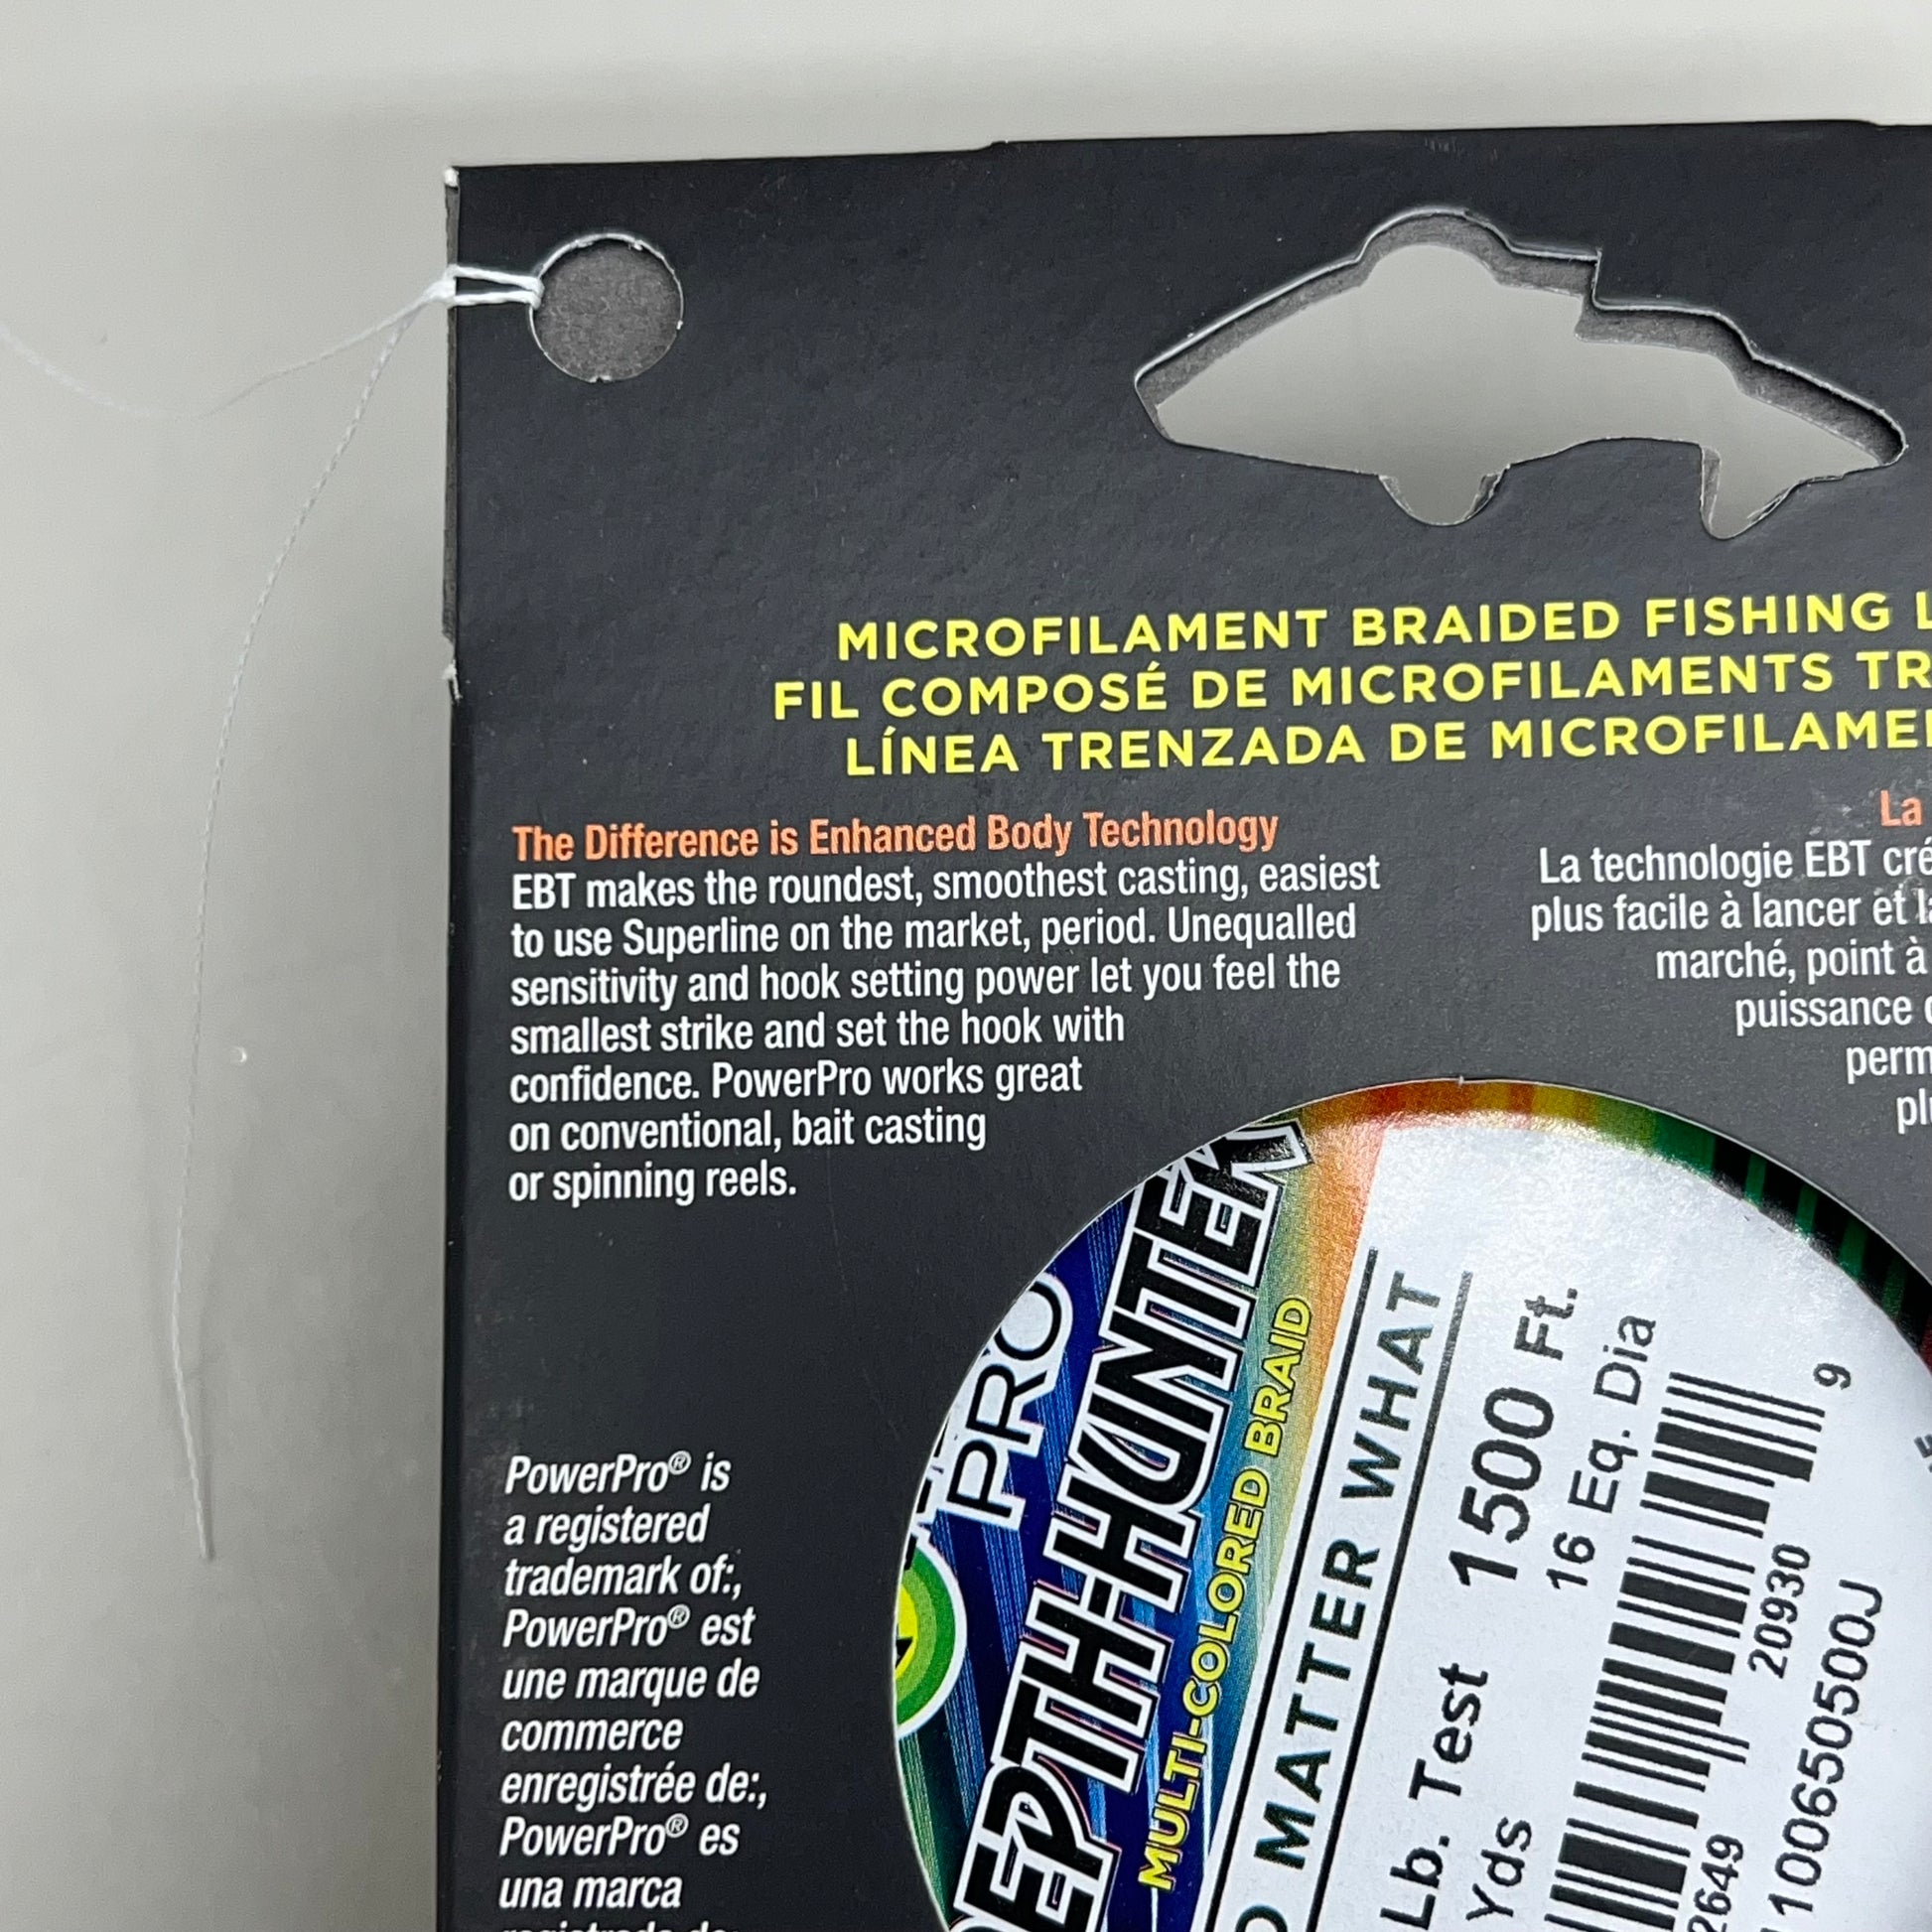 MICROFILAMENT BRAIDED FISHING
FIL COMPOSÉ DE MICROFILAMENTS
LÍNEA TRENZADA DE
The Difference is Enhanced Body Technology
EBT makes the roundest, smoothest casting, easiest
to use Superline on the market, period. Unequalled
sensitivity and hook setting power let you feel the
smallest strike and set the hook with
confidence. PowerPro works great
on conventional, bait casting
or spinning reels.
La
La technologie EBT
plus facile à lancer et
marché, point à
puissance
PowerPro® is
a registered
trademark of:,
PowerPro® est
une marque de
commerce
enregistrée de:,
PowerPro® es
una marca
PRO
DEPTH-HUNTER
MULTI-COLORED BRAID
MATTER WHAT
Lb. Test 1500 Ft.
Yds 16 Eq. Dia
2649 20930 9
1100650500J